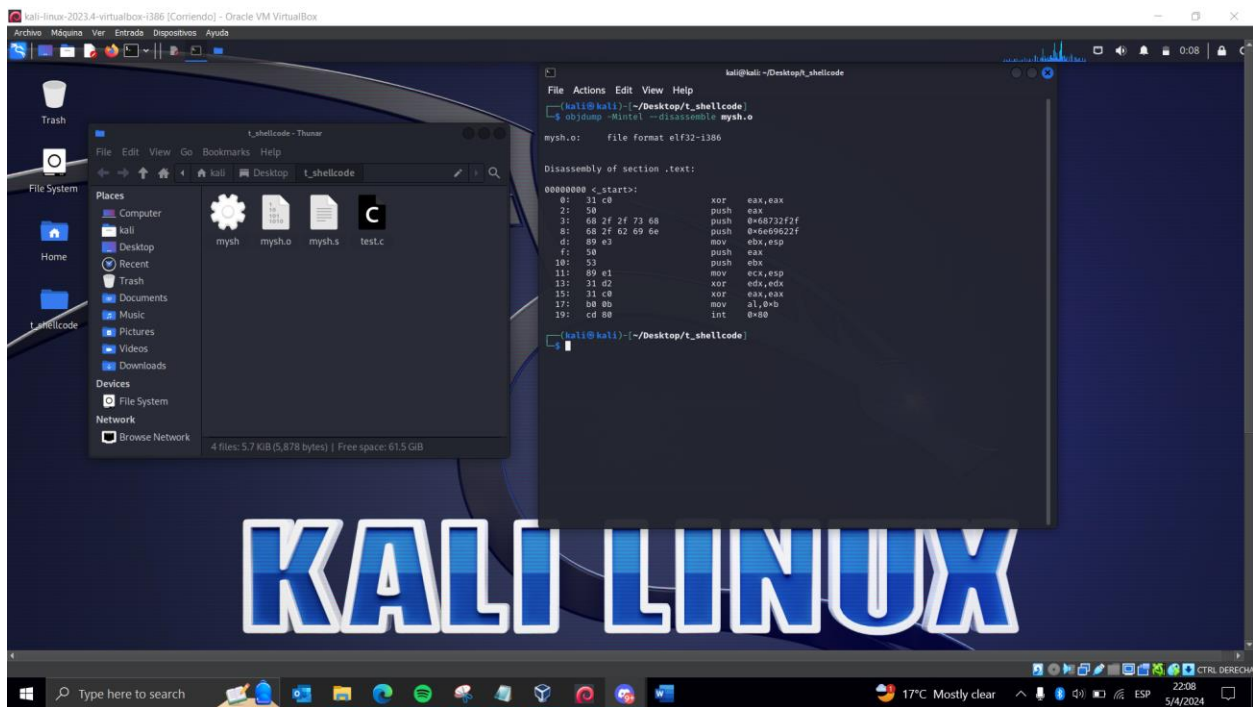 kali-linux-2023.4-virtualbox-i386 [Corriendo] - Oracle VM VirtualBox
Archivo Máquina Ver Entrada Dispositivos Ayuda
0:08
Trash
File System
Home
t_shellcode
t_shellcode - Thunar
File Edit View Go Bookmarks Help
kali Desktop t_shellcode
Places
Computer
kali
Desktop
Recent
Trash
Documents
Music
Pictures
Videos
Downloads
Devices
File System
Network
Browse Network
mysh mysh.o mysh.s test.c
4 files: 5.7 KiB (5,878 bytes) | Free space: 61.5 GiB
kali@kali: ~/Desktop/t_shellcode
File Actions Edit View Help
(kali㉿kali)-[~/Desktop/t_shellcode]
$ objdump -Mintel --disassemble mysh.o
mysh.o: file format elf32-i386
Disassembly of section .text:
00000000 <_start>:
0: 31 c0 xor eax,eax
2: 50 push eax
3: 68 2f 2f 73 68 push 0x68732f2f
8: 68 2f 62 69 6e push 0x6e69622f
d: 89 e3 mov ebx,esp
f: 50 push eax
10: 53 push ebx
11: 89 e1 mov ecx,esp
13: 31 d2 xor edx,edx
15: 31 c0 xor eax,eax
17: b0 0b mov al,0xb
19: cd 80 int 0x80
(kali㉿kali)-[~/Desktop/t_shellcode]
$
KALI LINUX
CTRL DERECHA
Type here to search
17°C Mostly clear
ESP
22:08
5/4/2024